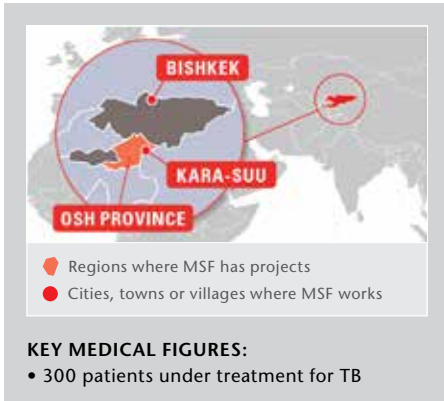 BISHKEK
KARA-SUU
OSH PROVINCE
Regions where MSF has projects
Cities, towns or villages where MSF works
KEY MEDICAL FIGURES:
• 300 patients under treatment for TB